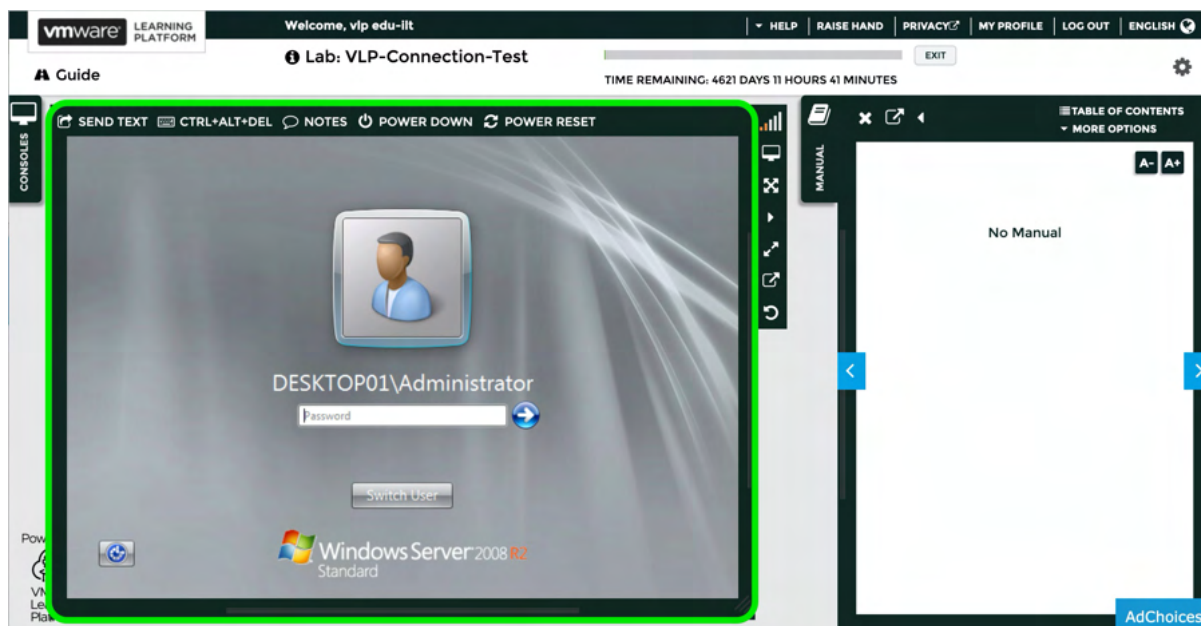 vmware LEARNING PLATFORM
Welcome, vlp edu-ilt
HELP RAISE HAND PRIVACY MY PROFILE LOG OUT ENGLISH
Lab: VLP-Connection-Test
EXIT
Guide
TIME REMAINING: 4621 DAYS 11 HOURS 41 MINUTES
CONSOLES
SEND TEXT CTRL+ALT+DEL NOTES POWER DOWN POWER RESET
DESKTOP01\Administrator
Password
Switch User
Windows Server 2008 R2
Standard
MANUAL
TABLE OF CONTENTS
MORE OPTIONS
A- A+
No Manual
AdChoices